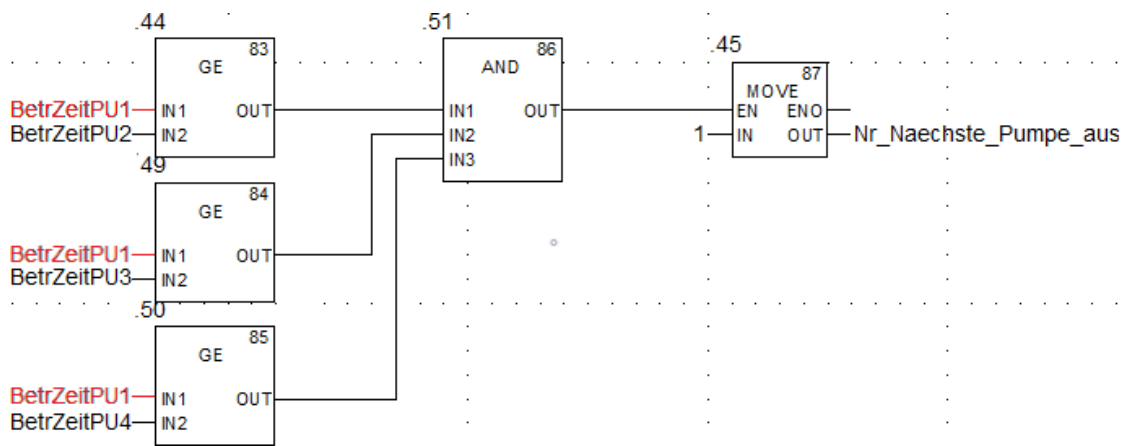 .44
83
GE
BetrZeitPU1 IN1 OUT
BetrZeitPU2 IN2
.51
86
AND
IN1 OUT
IN2
IN3
.45
87
MOVE
EN ENO
1 IN OUT Nr_Naechste_Pumpe_aus
.49
84
GE
BetrZeitPU1 IN1 OUT
BetrZeitPU3 IN2
.50
85
GE
BetrZeitPU1 IN1 OUT
BetrZeitPU4 IN2